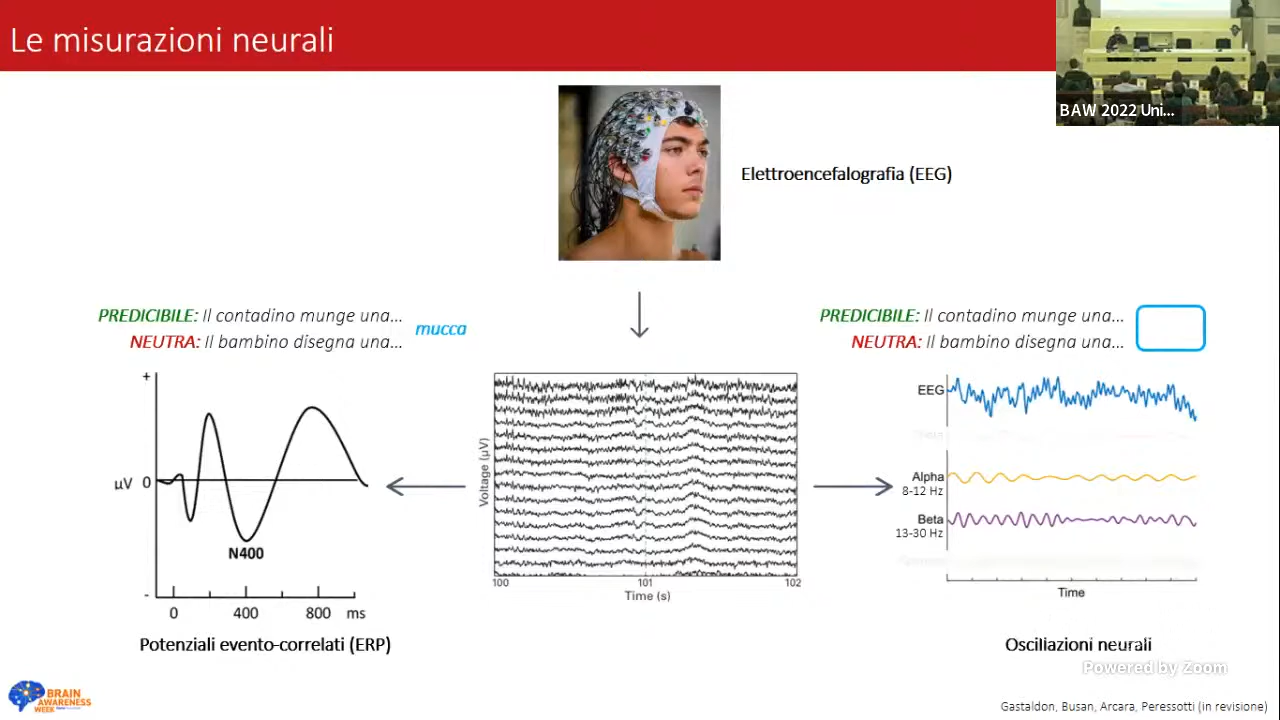 Le misurazioni neurali
BAW 2022 Uni...
Elettroencefalografia (EEG)
PREDICIBILE: Il contadino munge una...
NEUTRA: Il bambino disegna una...
mucca
PREDICIBILE: Il contadino munge una...
NEUTRA: Il bambino disegna una...
+
µV 0
-
N400
0 400 800 ms
Potenziali evento-correlati (ERP)
Voltage (µV)
100 101 102
Time (s)
EEG
Alpha
8-12 Hz
Beta
13-30 Hz
Time
Oscillazioni neurali
Powered by Zoom
BRAIN
AWARENESS
WEEK
Gastaldon, Busan, Arcara, Peressotti (in revisione)